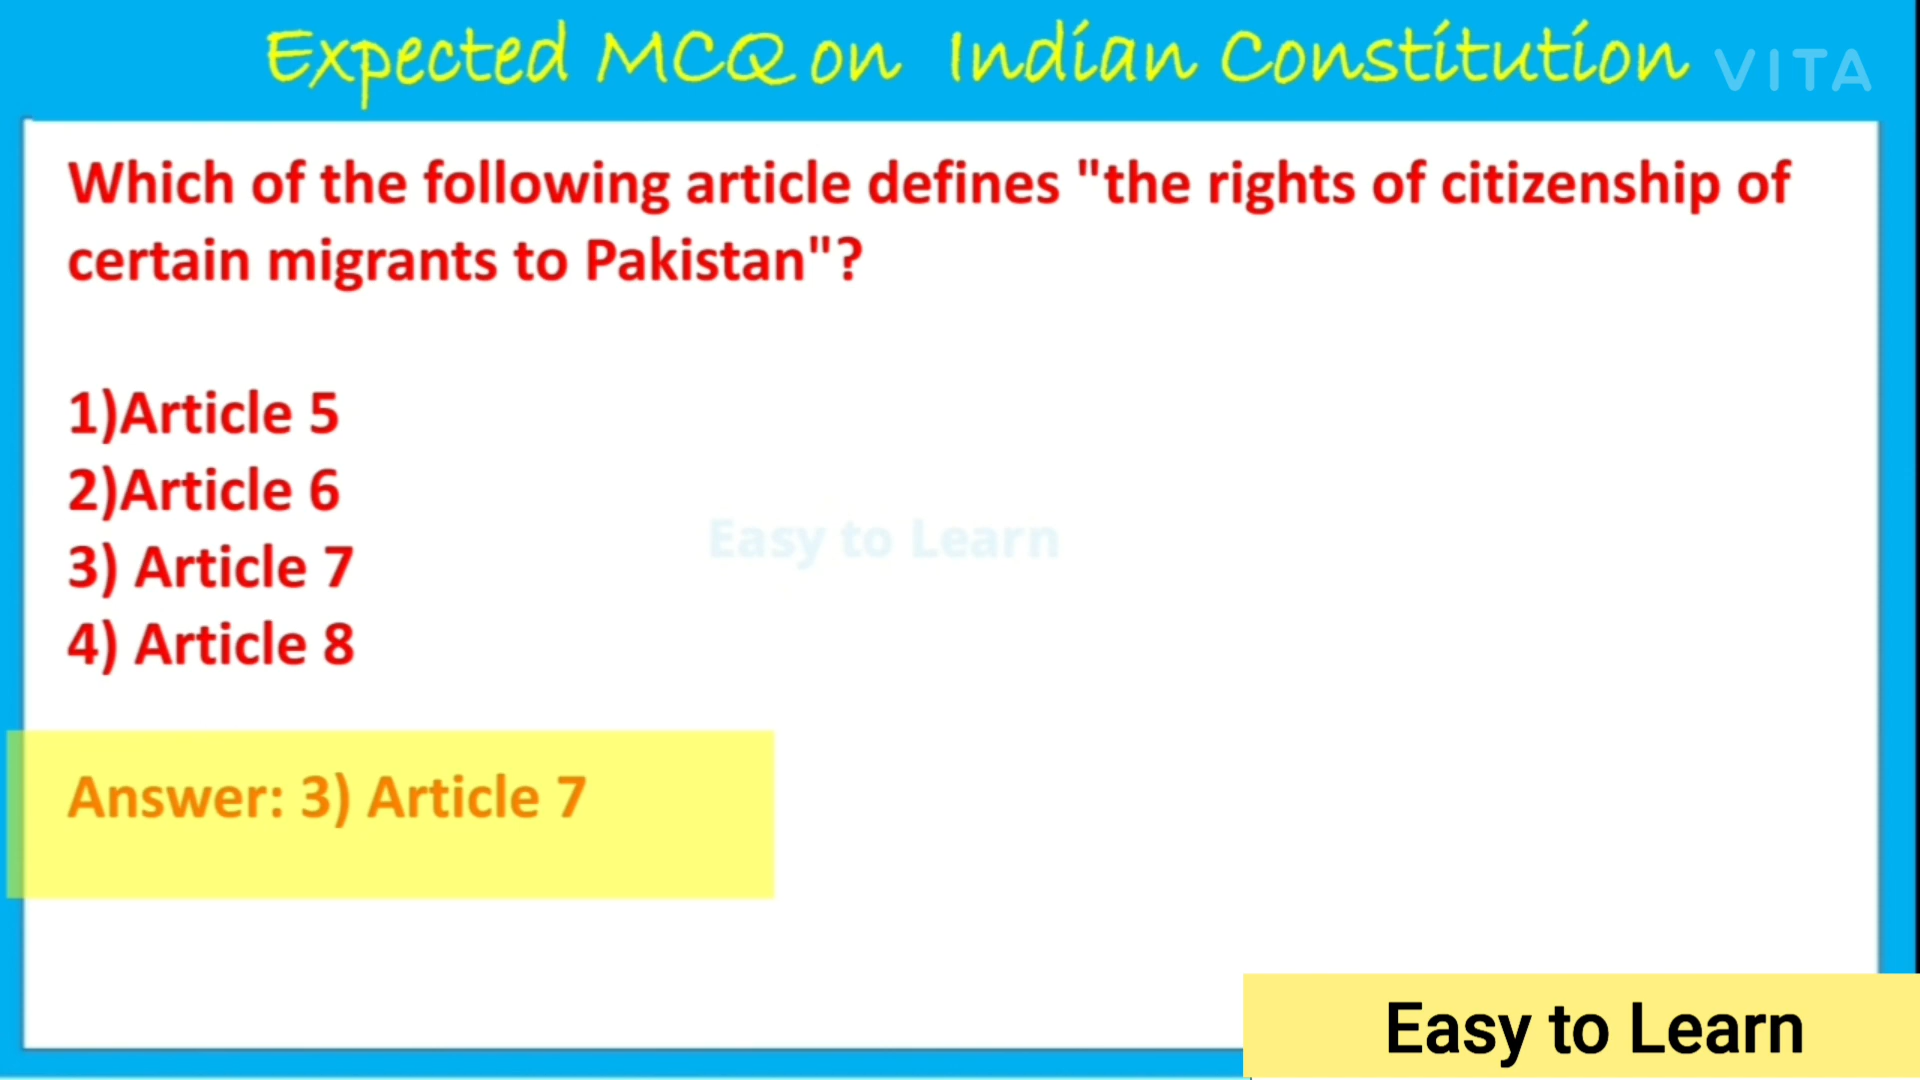 Expected MCQ on Indian Constitution
VITA
Which of the following article defines "the rights of citizenship of
certain migrants to Pakistan"?
1)Article 5
2)Article 6
3) Article 7
4) Article 8
Easy to Learn
Answer: 3) Article 7
Easy to Learn